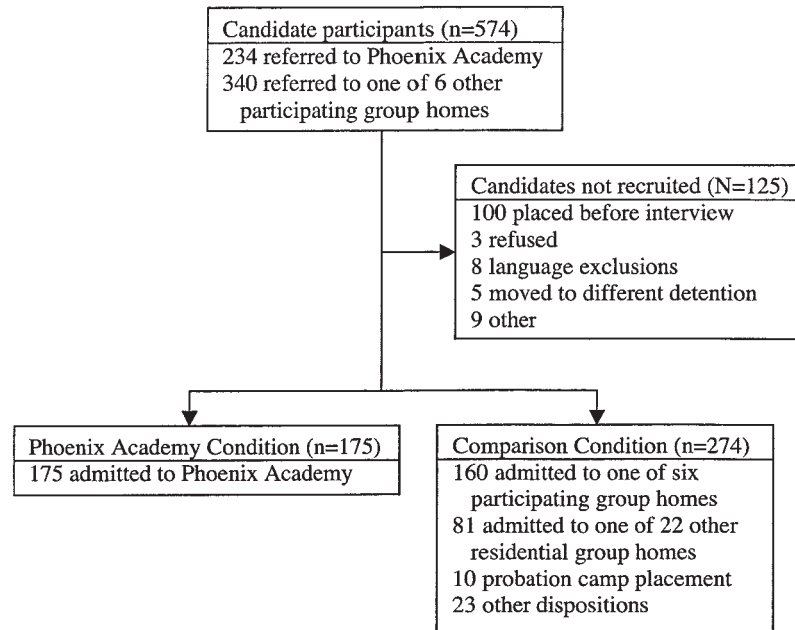 Candidate participants (n=574)
234 referred to Phoenix Academy
340 referred to one of 6 other
participating group homes
Candidates not recruited (N=125)
100 placed before interview
3 refused
8 language exclusions
5 moved to different detention
9 other
Phoenix Academy Condition (n=175)
175 admitted to Phoenix Academy
Comparison Condition (n=274)
160 admitted to one of six
participating group homes
81 admitted to one of 22 other
residential group homes
10 probation camp placement
23 other dispositions